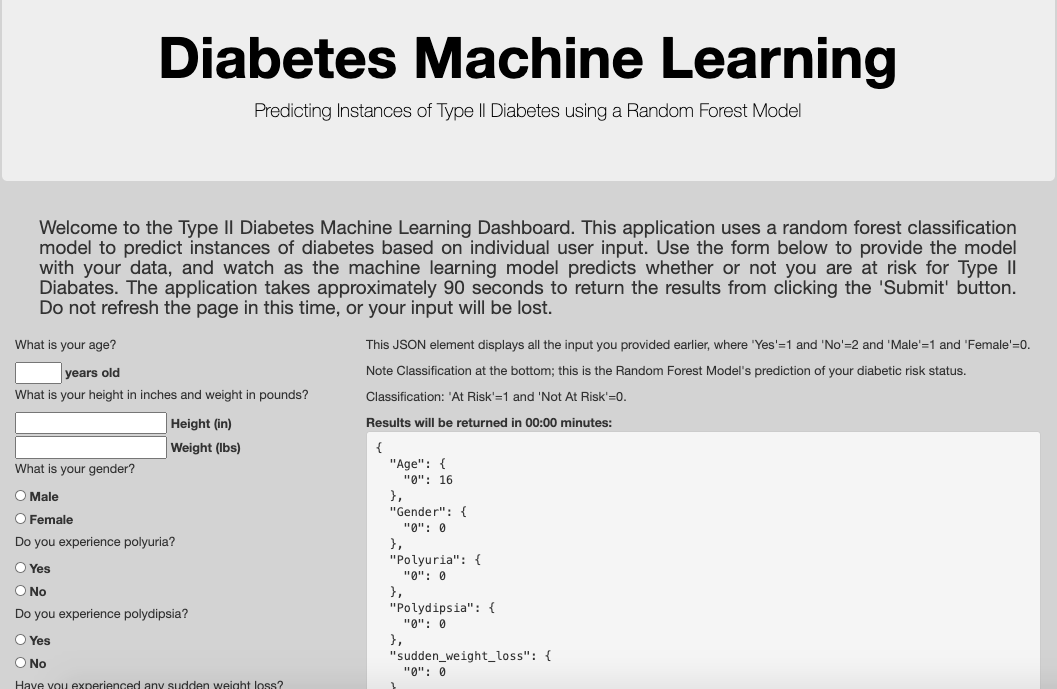 Diabetes Machine Learning
Predicting Instances of Type II Diabetes using a Random Forest Model
Welcome to the Type II Diabetes Machine Learning Dashboard. This application uses a random forest classification
model to predict instances of diabetes based on individual user input. Use the form below to provide the model
with your data, and watch as the machine learning model predicts whether or not you are at risk for Type II
Diabates. The application takes approximately 90 seconds to return the results from clicking the 'Submit' button.
Do not refresh the page in this time, or your input will be lost.
What is your age?
years old
What is your height in inches and weight in pounds?
Height (in)
Weight (lbs)
What is your gender?
Male
Female
Do you experience polyuria?
Yes
No
Do you experience polydipsia?
Yes
No
Have you experienced any sudden weight loss?
This JSON element displays all the input you provided earlier, where 'Yes'=1 and 'No'=2 and 'Male'=1 and 'Female'=0.
Note Classification at the bottom; this is the Random Forest Model's prediction of your diabetic risk status.
Classification: 'At Risk'=1 and 'Not At Risk'=0.
Results will be returned in 00:00 minutes:
{
"Age": {
"0": 16
},
"Gender": {
"0": 0
},
"Polyuria": {
"0": 0
},
"Polydipsia": {
"0": 0
},
"sudden_weight_loss": {
"0": 0
}